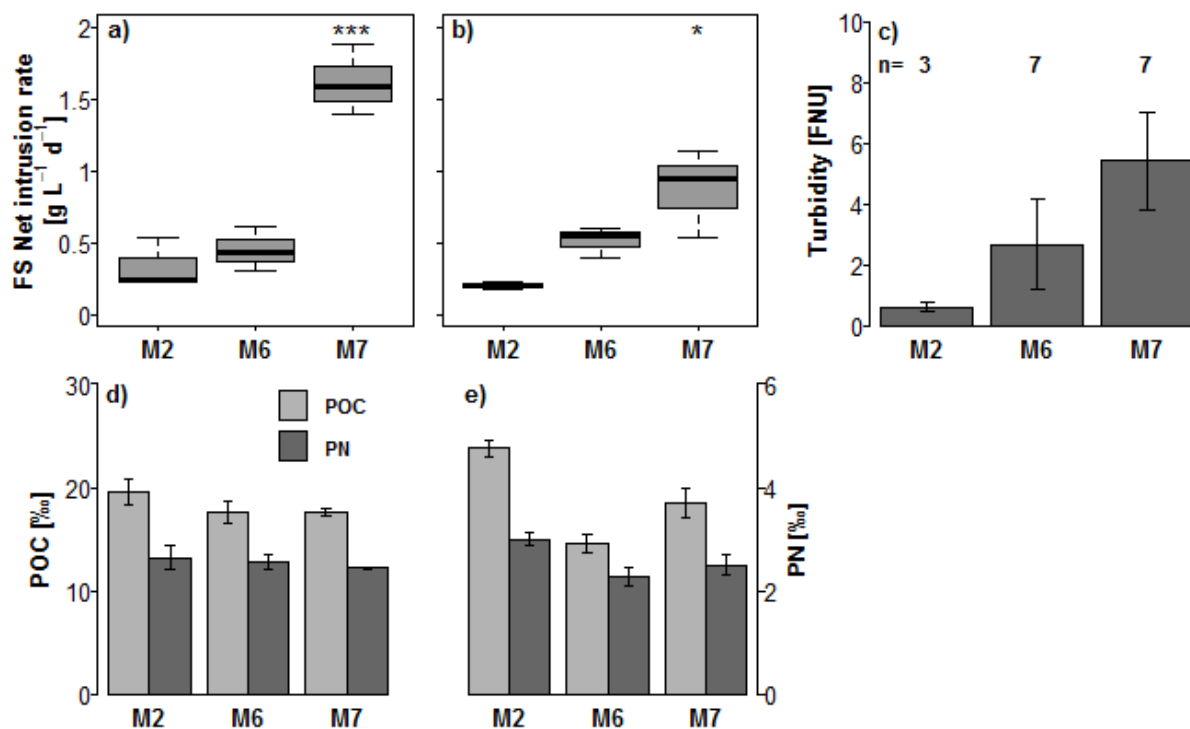 FS Net intrusion rate
[g L⁻¹ d⁻¹]
a)
***
2
1.5
1
0.5
0
M2 M6 M7
b)
*
M2 M6 M7
Turbidity [FNU]
c)
n= 3 7 7
10
8
6
4
2
0
M2 M6 M7
POC [‰]
d)
POC
PN
30
20
10
0
M2 M6 M7
e)
6
4
2
0
PN [‰]
M2 M6 M7